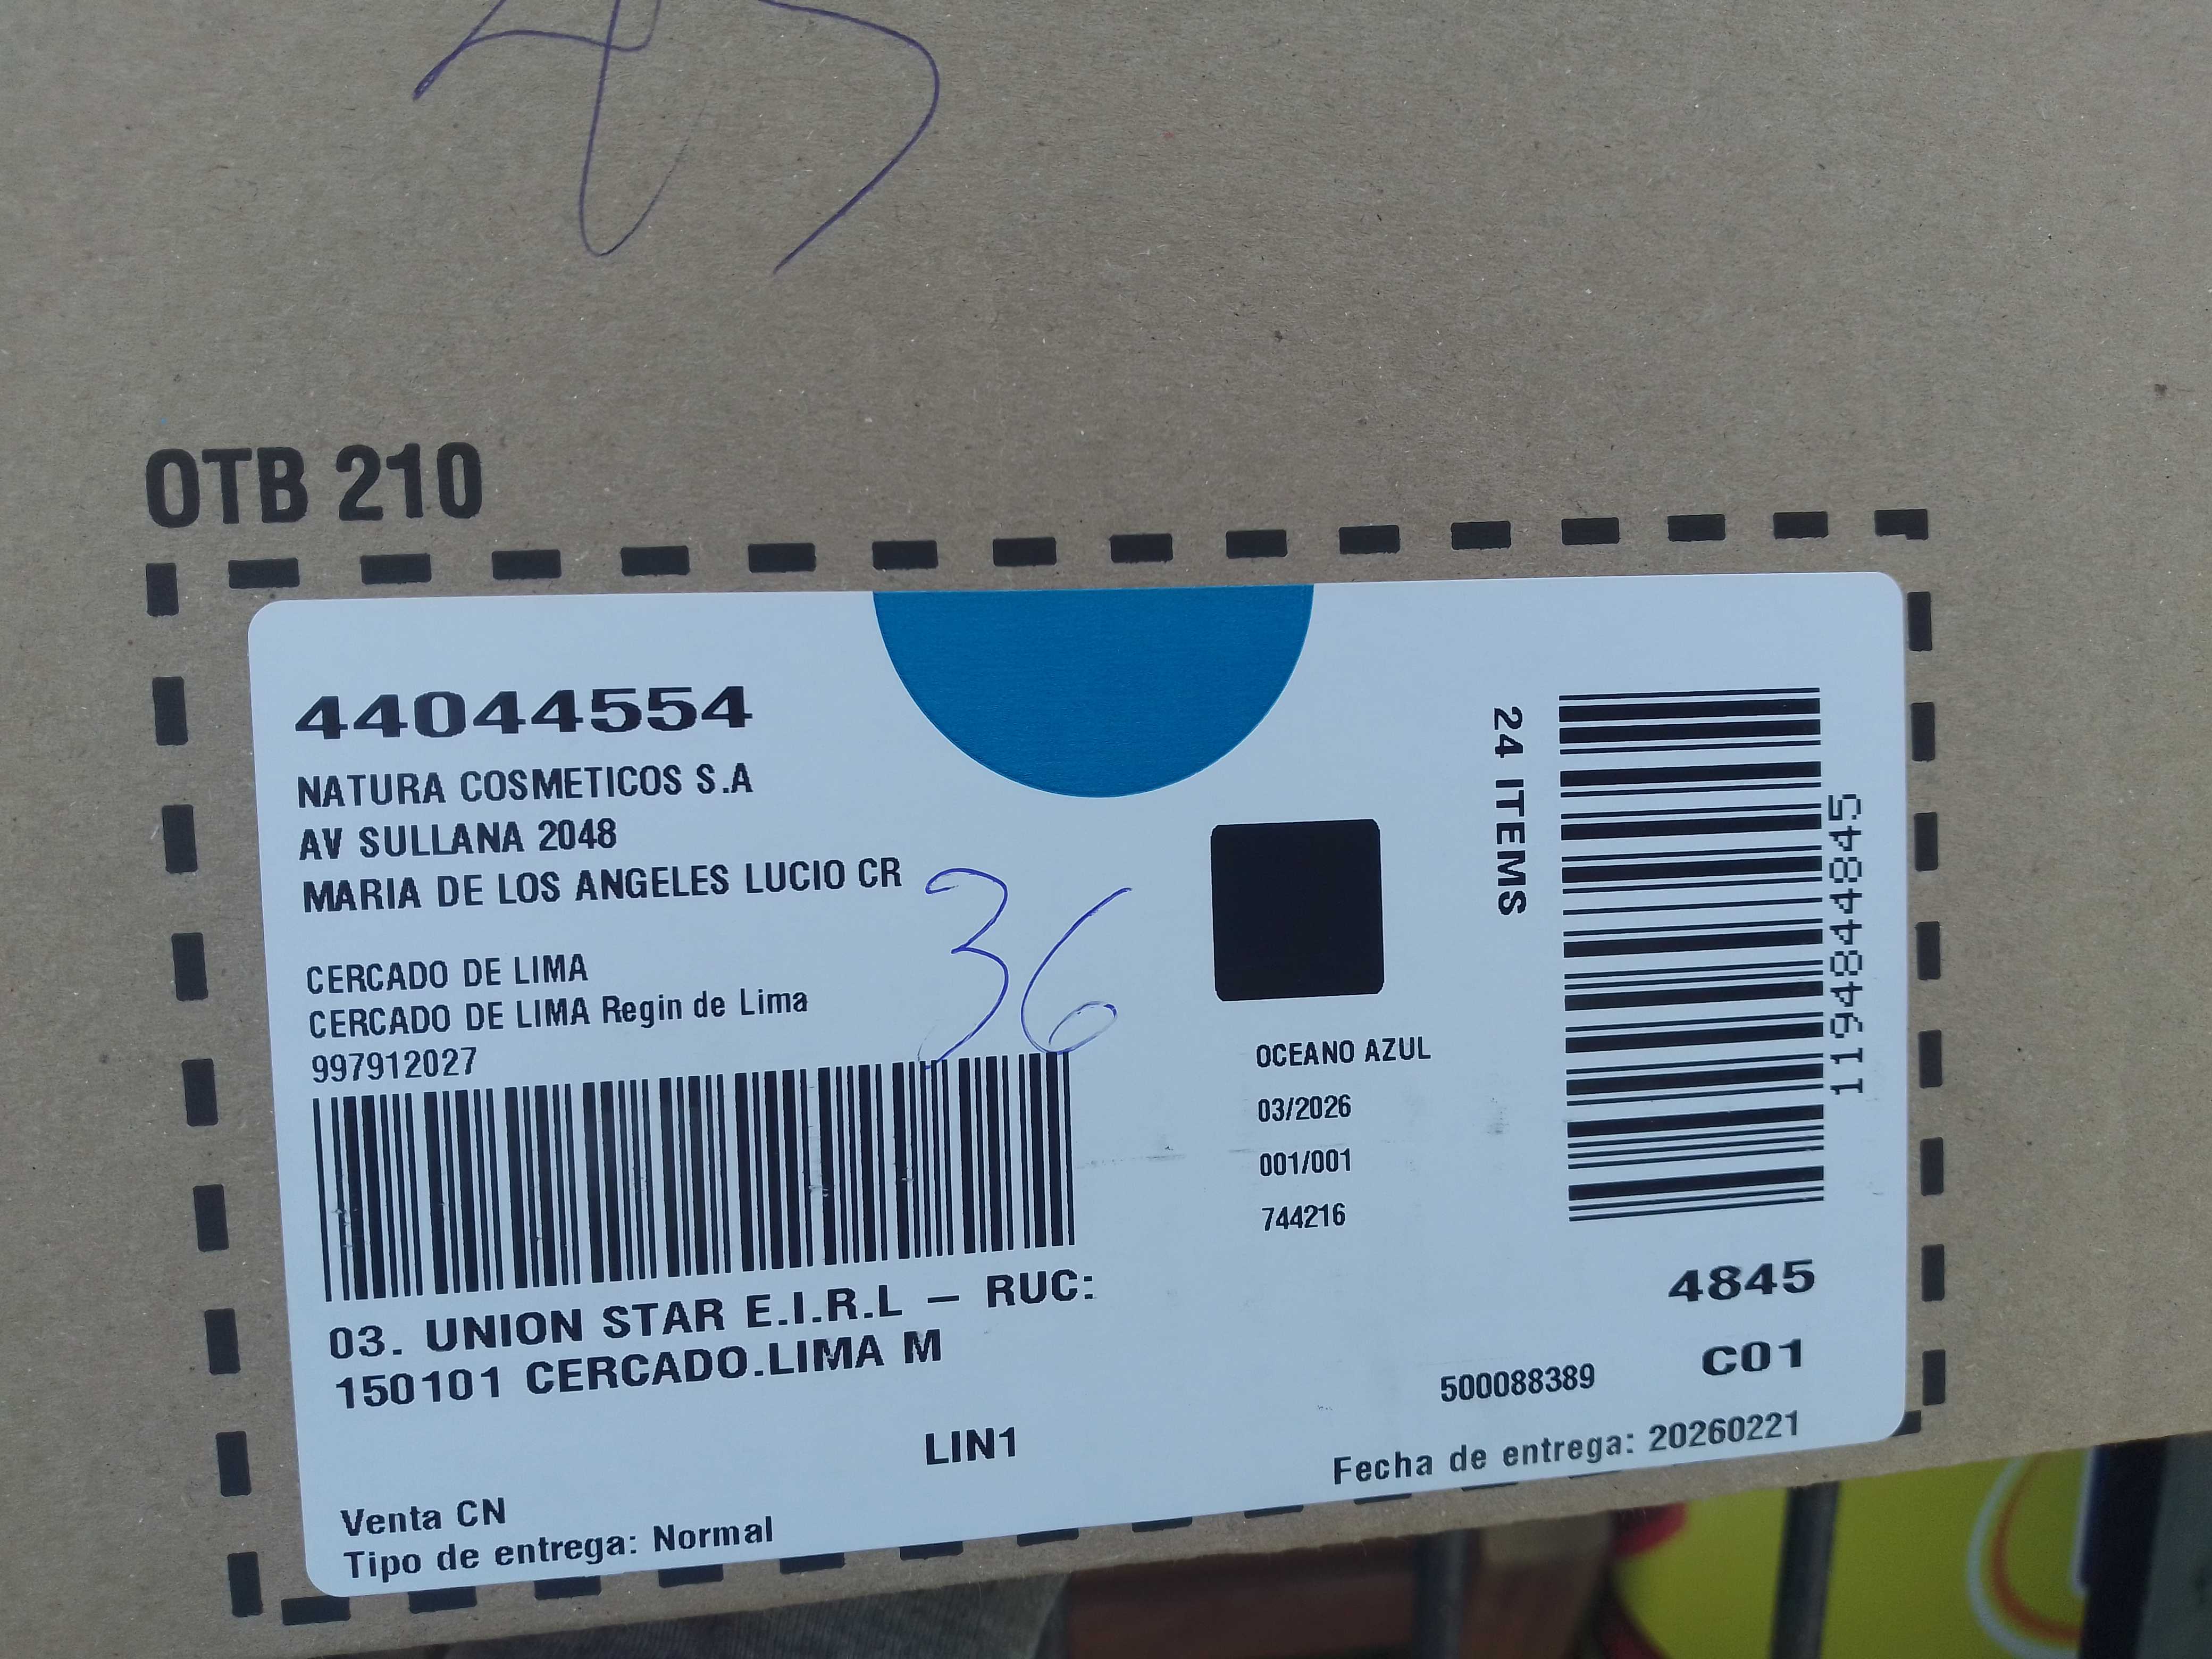 OTB 210
44044554
NATURA COSMETICOS S.A
AV SULLANA 2048
MARIA DE LOS ANGELES LUCIO CR
36
CERCADO DE LIMA
CERCADO DE LIMA Regin de Lima
997912027
24 ITEMS
1194844845
OCEANO AZUL
03/2026
001/001
744216
03. UNION STAR E.I.R.L – RUC:
150101 CERCADO.LIMA M
4845
C01
500088389
LIN1
Fecha de entrega: 20260221
Venta CN
Tipo de entrega: Normal